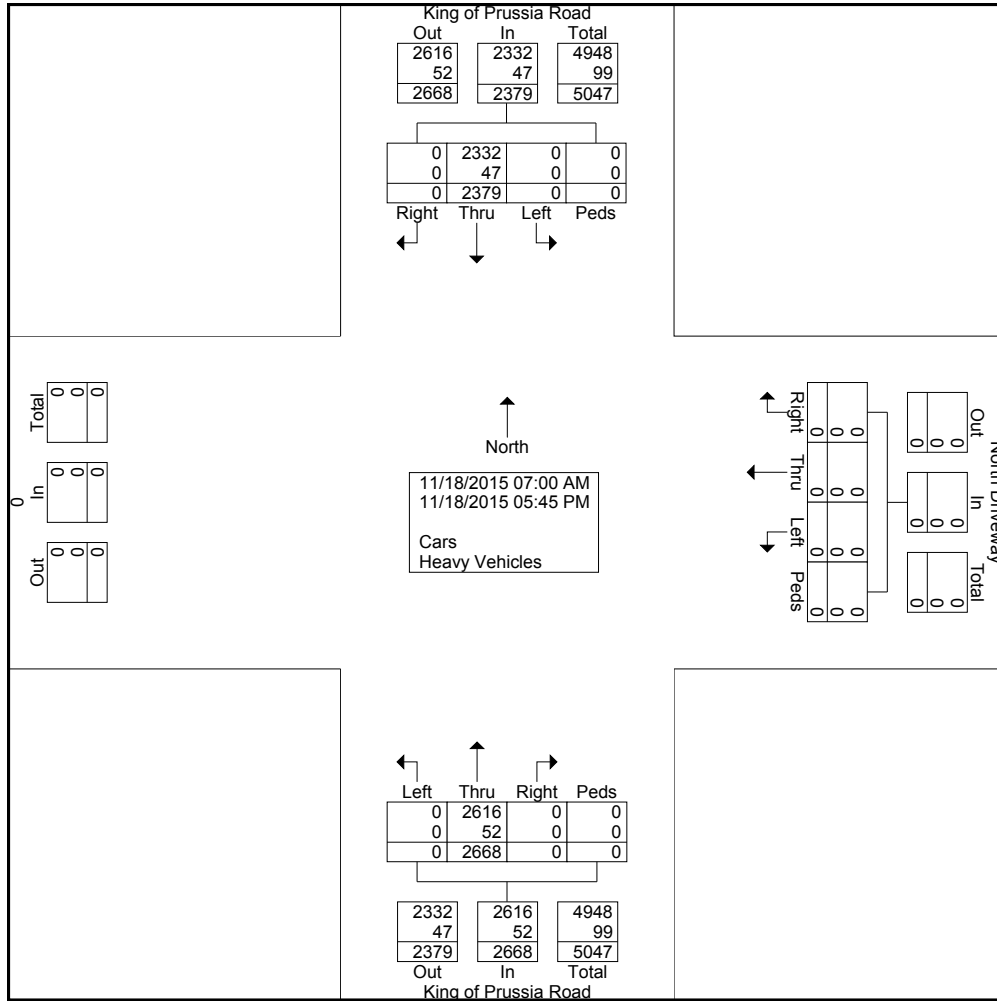 King of Prussia Road
Out In Total
2616 2332 4948
52 47 99
2668 2379 5047
0 2332 0 0
0 47 0 0
0 2379 0 0
Right Thru Left Peds
Total
0 0 0
In
0 0 0
Out
0 0 0
0
North
11/18/2015 07:00 AM
11/18/2015 05:45 PM
Cars
Heavy Vehicles
Right Thru Left Peds
0 0 0 0
0 0 0 0
0 0 0 0
Out In Total
0 0 0
0 0 0
0 0 0
North Driveway
Left Thru Right Peds
0 2616 0 0
0 52 0 0
0 2668 0 0
2332 2616 4948
47 52 99
2379 2668 5047
Out In Total
King of Prussia Road